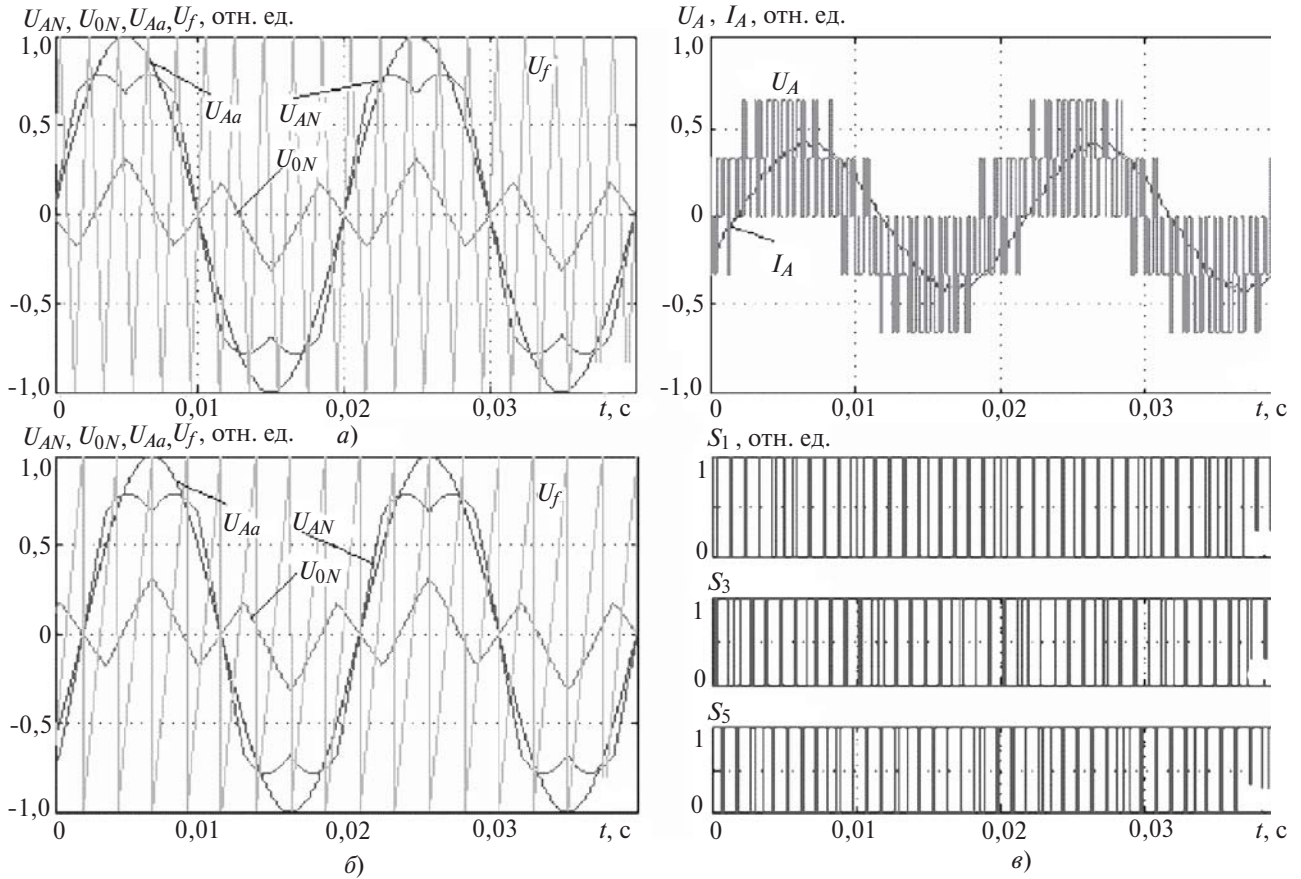 U_AN, U_0N, U_Aa, U_f, отн. ед.
1,0
0,5
0
-0,5
-1,0
U_Aa
U_AN
U_f
U_0N
0
0,01
0,02
0,03
t, с
а)
U_A , I_A, отн. ед.
1,0
0,5
0
-0,5
-1,0
U_A
I_A
0
0,01
0,02
0,03
t, с
U_AN, U_0N, U_Aa, U_f, отн. ед.
1,0
0,5
0
-0,5
-1,0
U_Aa
U_AN
U_f
U_0N
0
0,01
0,02
0,03
t, с
б)
S_1 , отн. ед.
1
0
S_3
1
0
S_5
1
0
0
0,01
0,02
0,03
t, с
в)